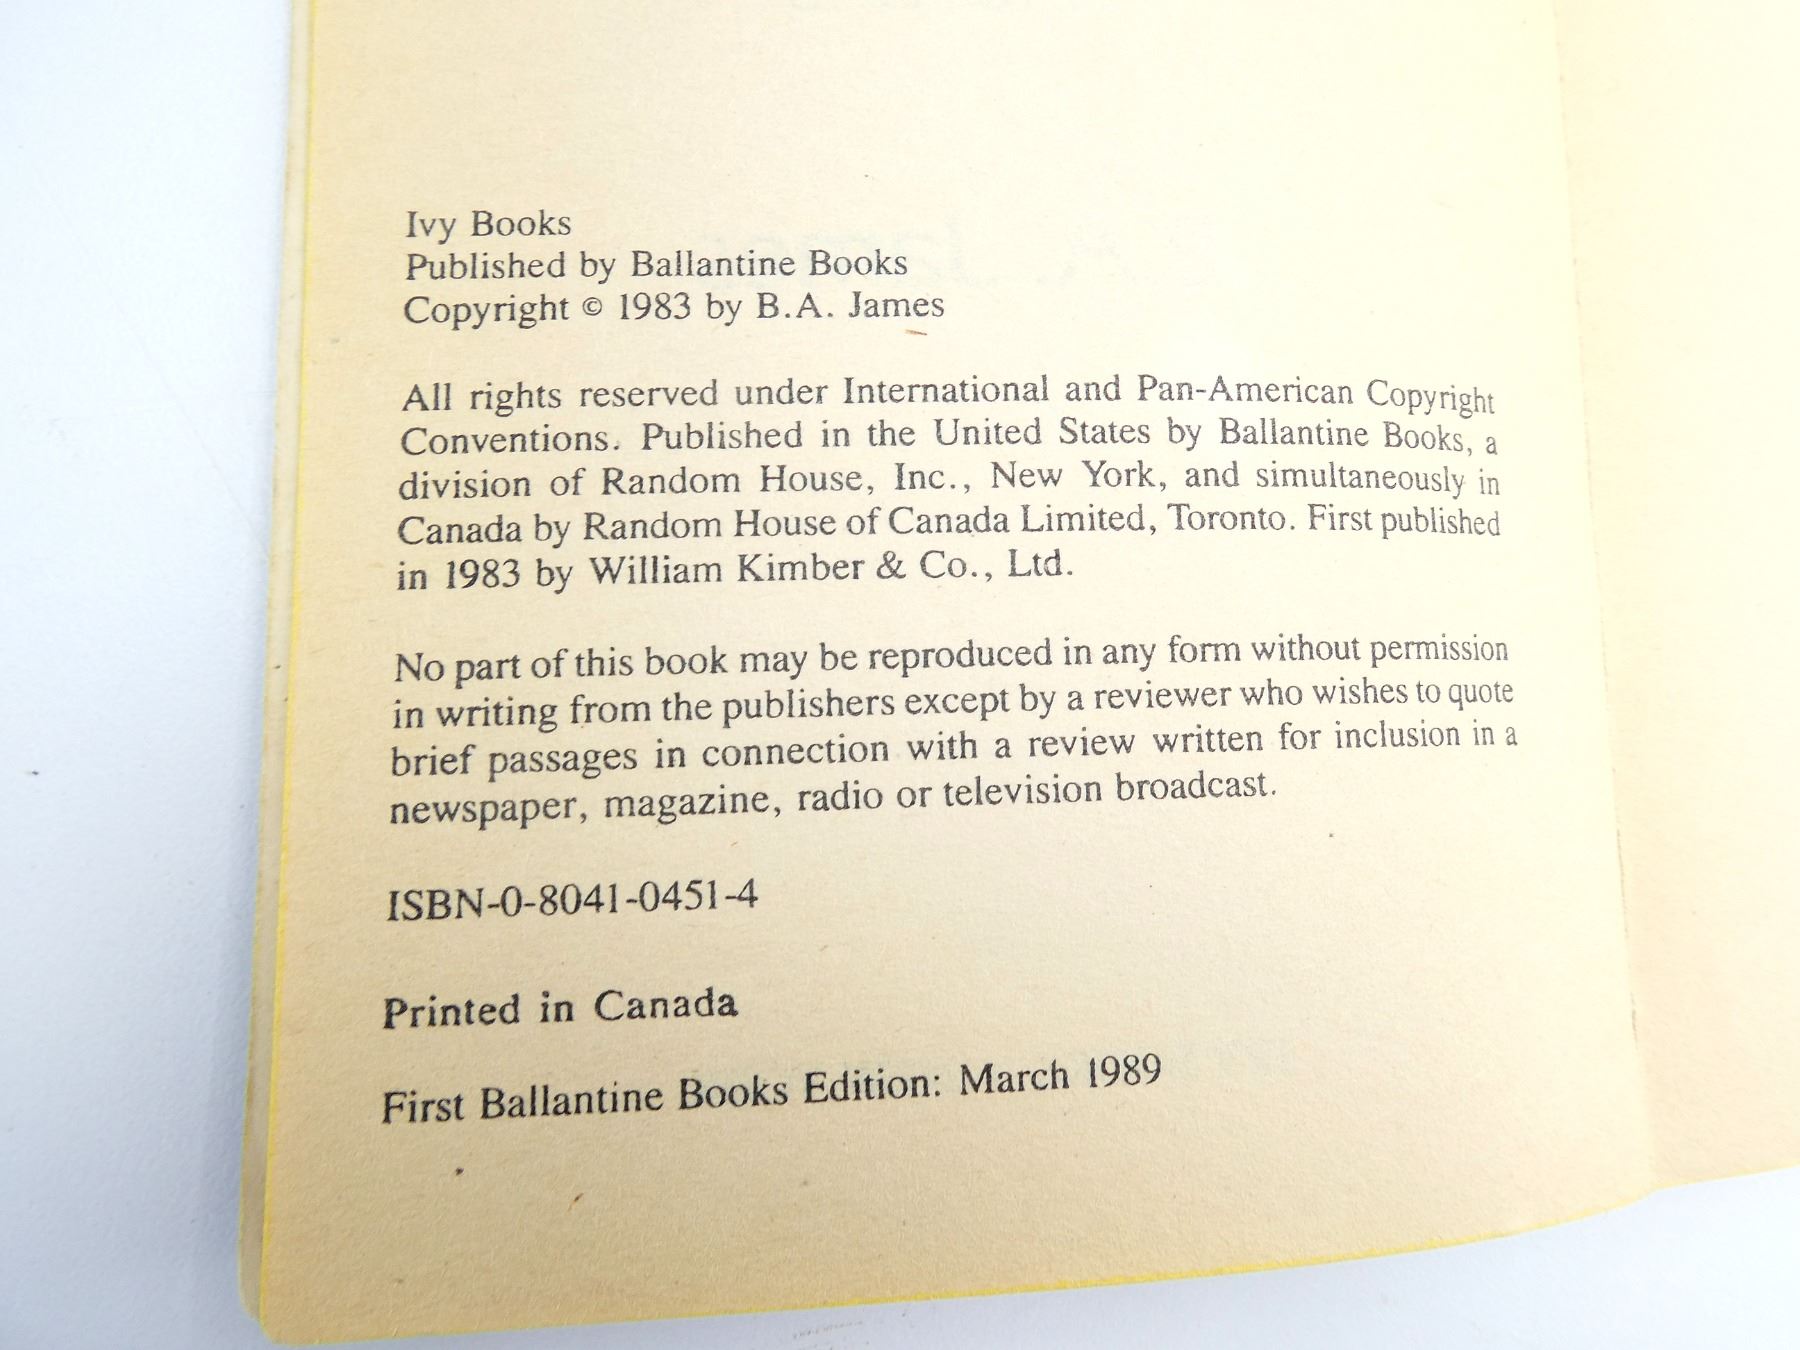 Ivy Books
Published by Ballantine Books
Copyright © 1983 by B.A. James
All rights reserved under International and Pan-American Copyright
Conventions. Published in the United States by Ballantine Books, a
division of Random House, Inc., New York, and simultaneously in
Canada by Random House of Canada Limited, Toronto. First published
in 1983 by William Kimber & Co., Ltd.
No part of this book may be reproduced in any form without permission
in writing from the publishers except by a reviewer who wishes to quote
brief passages in connection with a review written for inclusion in a
newspaper, magazine, radio or television broadcast.
ISBN-0-8041-0451-4
Printed in Canada
First Ballantine Books Edition: March 1989